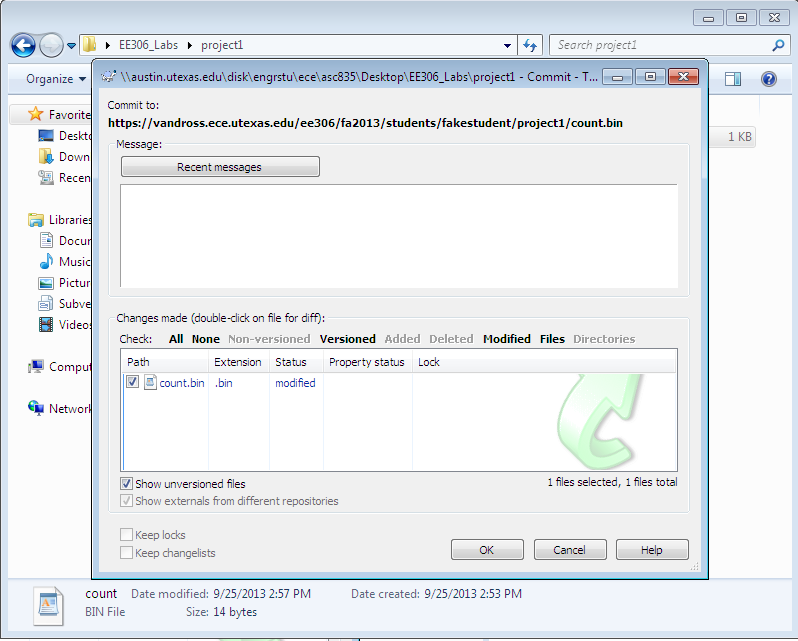 EE306_Labs project1 Search project1
\\austin.utexas.edu\disk\engrstu\ece\asc835\Desktop\EE306_Labs\project1 - Commit - T...
Organize
Commit to:
https://vandross.ece.utexas.edu/ee306/fa2013/students/fakestudent/project1/count.bin
Message:
Recent messages
Favorite
Deskto
Down
Recen
1 KB
Libraries
Docur
Music
Pictur
Subve
Videos
Comput
Network
Changes made (double-click on file for diff):
Check: All None Non-versioned Versioned Added Deleted Modified Files Directories
Path Extension Status Property status Lock
count.bin .bin modified
Show unversioned files 1 files selected, 1 files total
Show externals from different repositories
Keep locks
Keep changelists
OK Cancel Help
count Date modified: 9/25/2013 2:57 PM Date created: 9/25/2013 2:53 PM
BIN File Size: 14 bytes